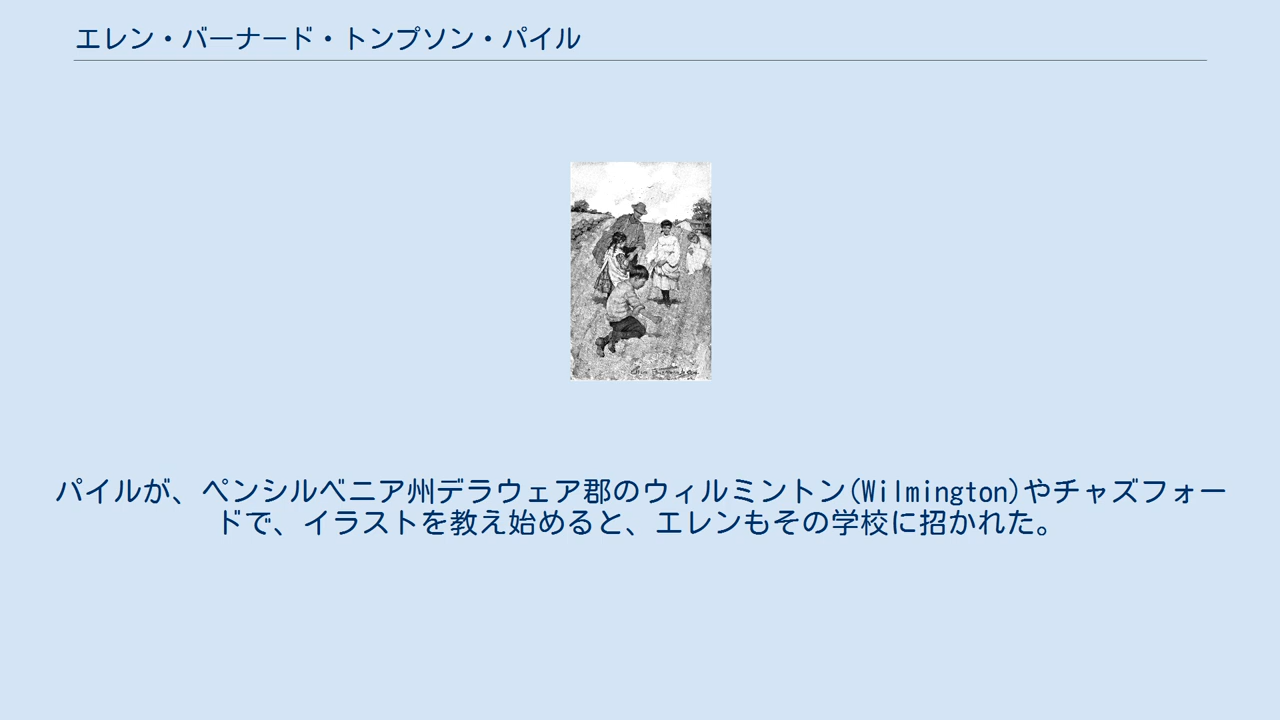 エレン・バーナード・トンプソン・パイル
パイルが、ペンシルベニア州デラウェア郡のウィルミントン(Wilmington)やチャズフォー
ドで、イラストを教え始めると、エレンもその学校に招かれた。